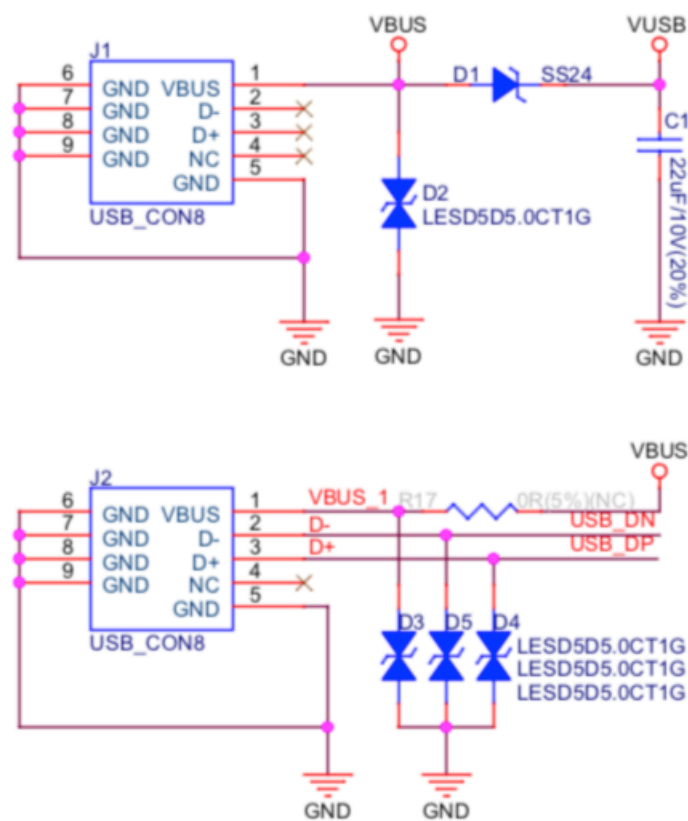 VBUS
VUSB
J1
D1
SS24
6 GND VBUS 1
7 GND D- 2
8 GND D+ 3
9 GND NC 4
GND 5
USB_CON8
D2
LESD5D5.0CT1G
C1
22uF/10V(20%)
GND
GND
GND
VBUS
J2
6 GND VBUS 1
7 GND D- 2
8 GND D+ 3
9 GND NC 4
GND 5
USB_CON8
VBUS_1
R17
0R(5%)(NC)
D-
USB_DN
D+
USB_DP
D3
D5
D4
LESD5D5.0CT1G
LESD5D5.0CT1G
LESD5D5.0CT1G
GND
GND